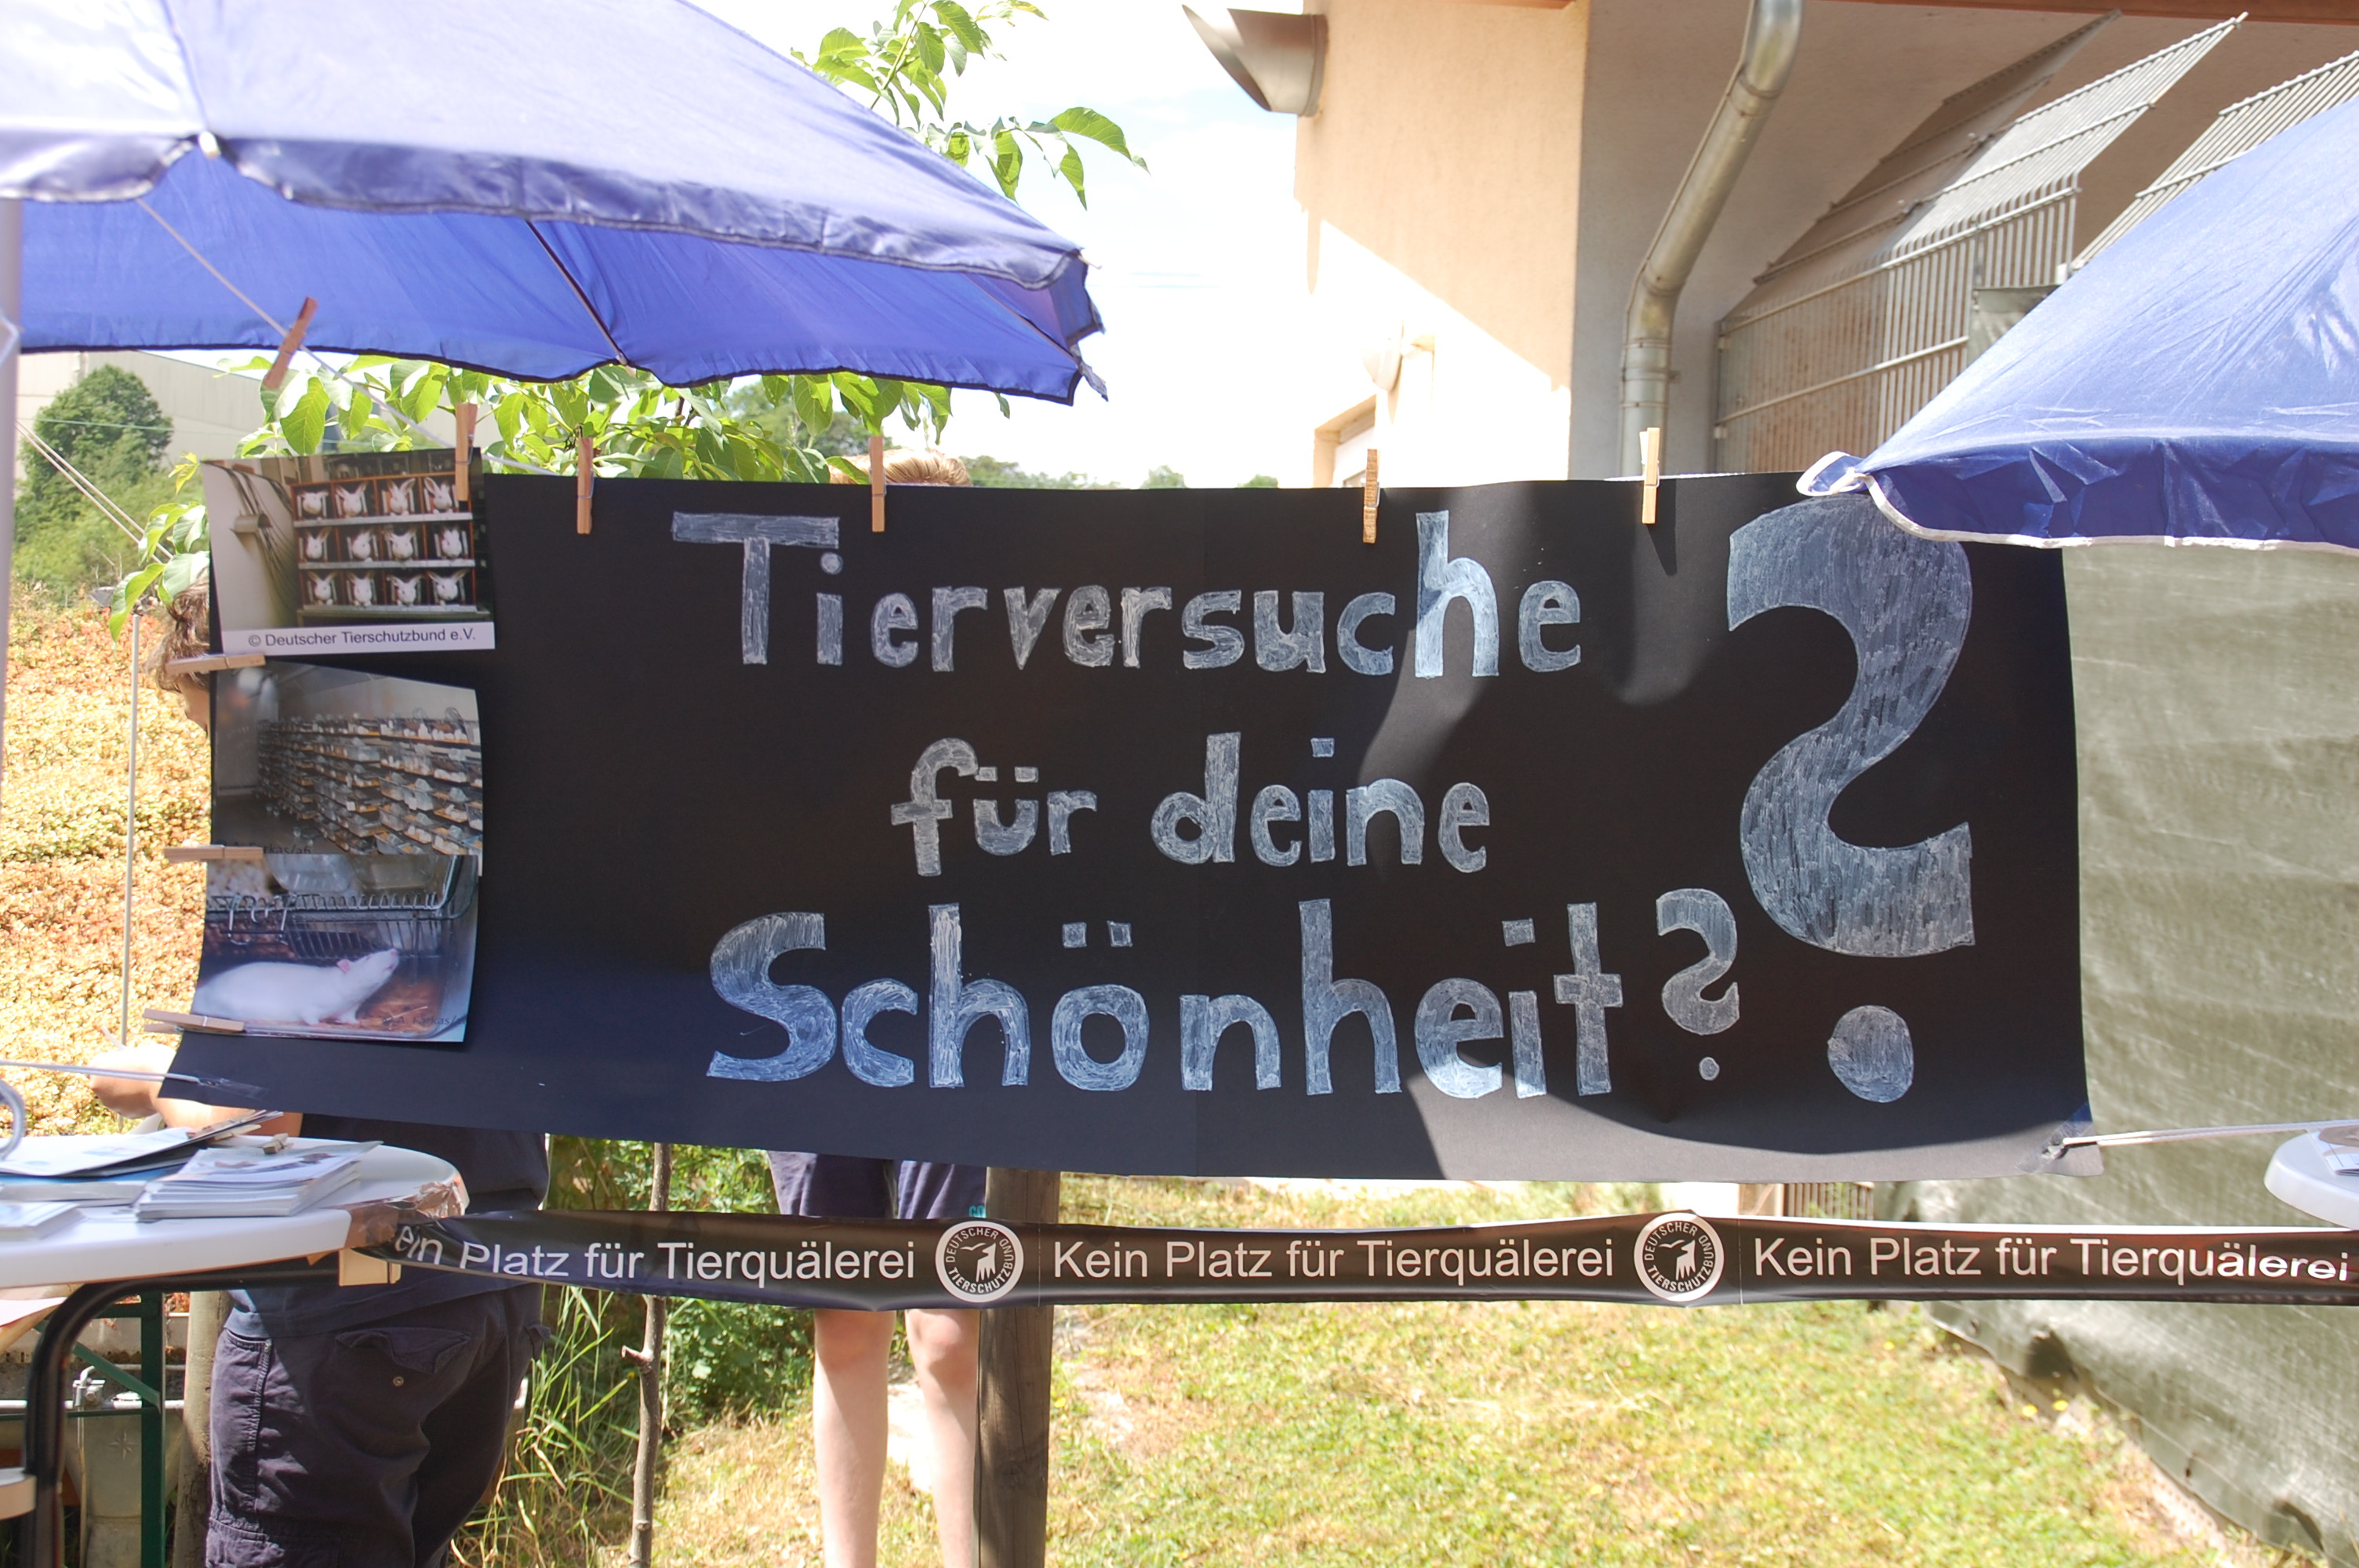 © Deutscher Tierschutzbund e.V.
Tierversuche
für deine
Schönheit? ?
Platz für Tierquälerei DEUTSCHER TIERSCHUTZBUND Kein Platz für Tierquälerei DEUTSCHER TIERSCHUTZBUND Kein Platz für Tierquälerei